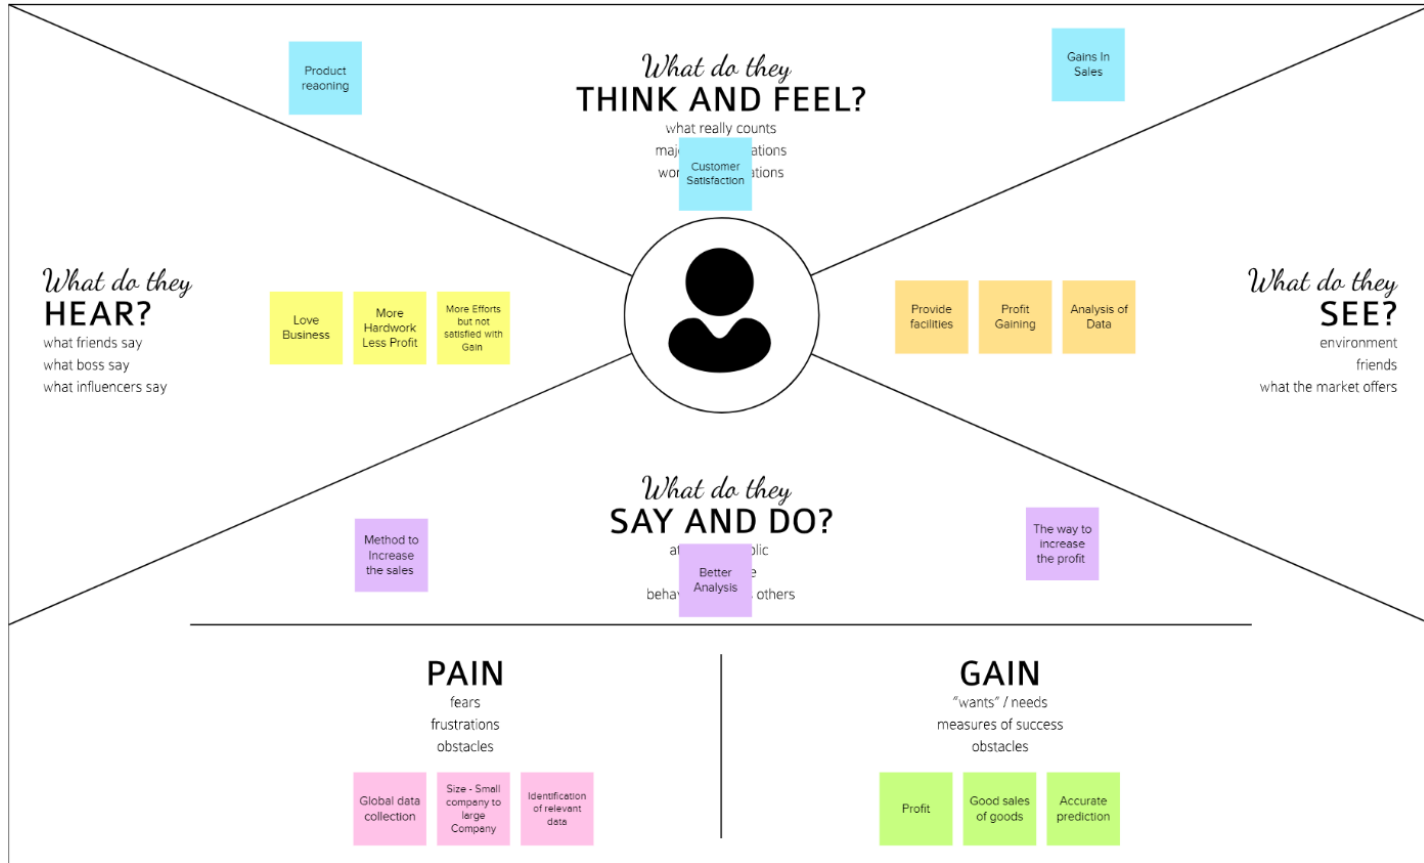 Product
reaoning
What do they
THINK AND FEEL?
what really counts
Customer
Satisfaction
Gains In
Sales
What do they
HEAR?
what friends say
what boss say
what influencers say
Love
Business
More
Hardwork
Less Profit
More Efforts
but not
satisfied with
Gain
Provide
facilities
Profit
Gaining
Analysis of
Data
What do they
SEE?
environment
friends
what the market offers
Method to
Increase
the sales
What do they
SAY AND DO?
Better
Analysis
others
The way to
increase
the profit
PAIN
fears
frustrations
obstacles
Global data
collection
Size - Small
company to
large
Company
Identification
of relevant
data
GAIN
"wants" / needs
measures of success
obstacles
Profit
Good sales
of goods
Accurate
prediction